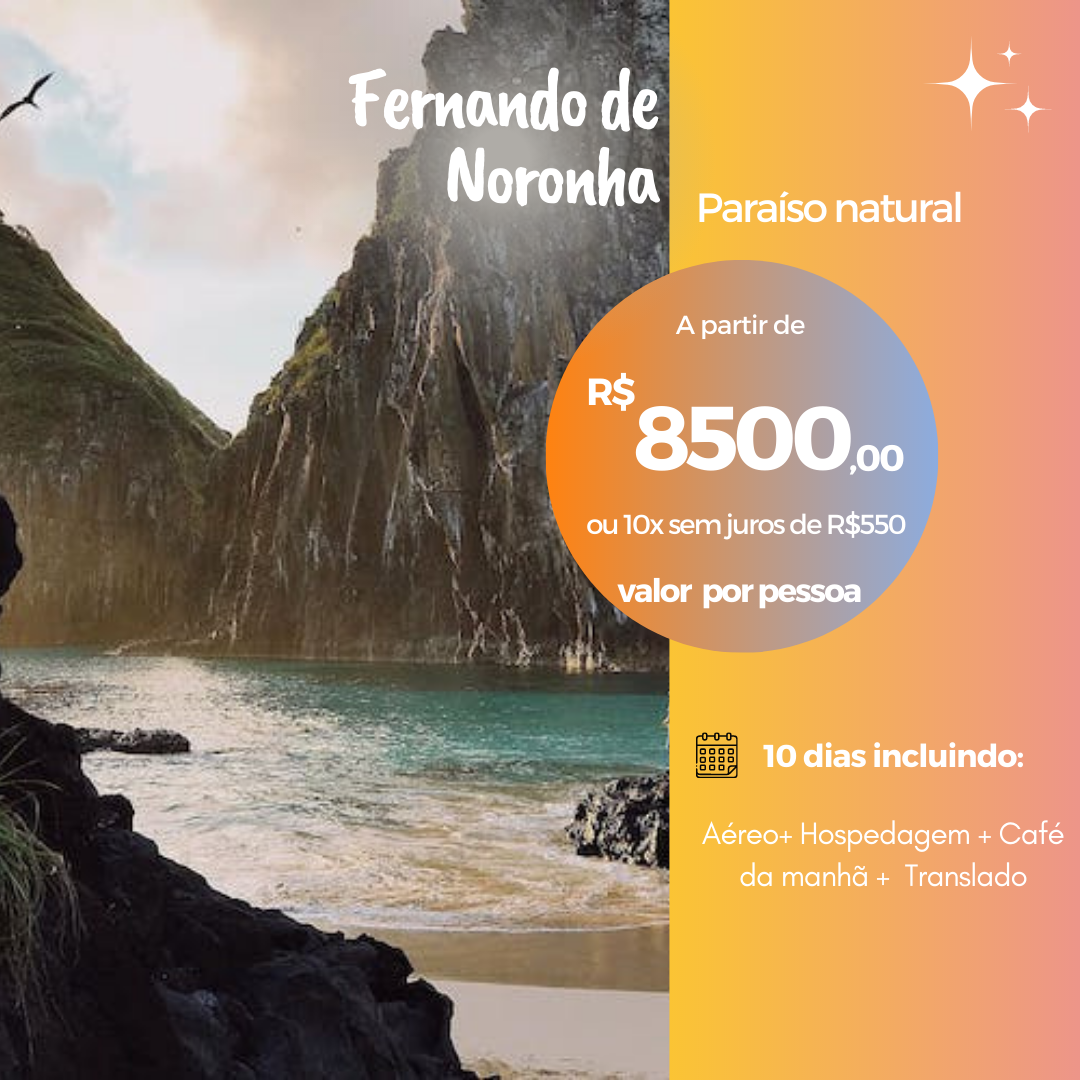 Fernando de
Noronha
Paraíso natural
A partir de
R$ 8500,00
ou 10x sem juros de R$550
valor por pessoa
10 dias incluindo:
Aéreo+ Hospedagem + Café
da manhã + Translado